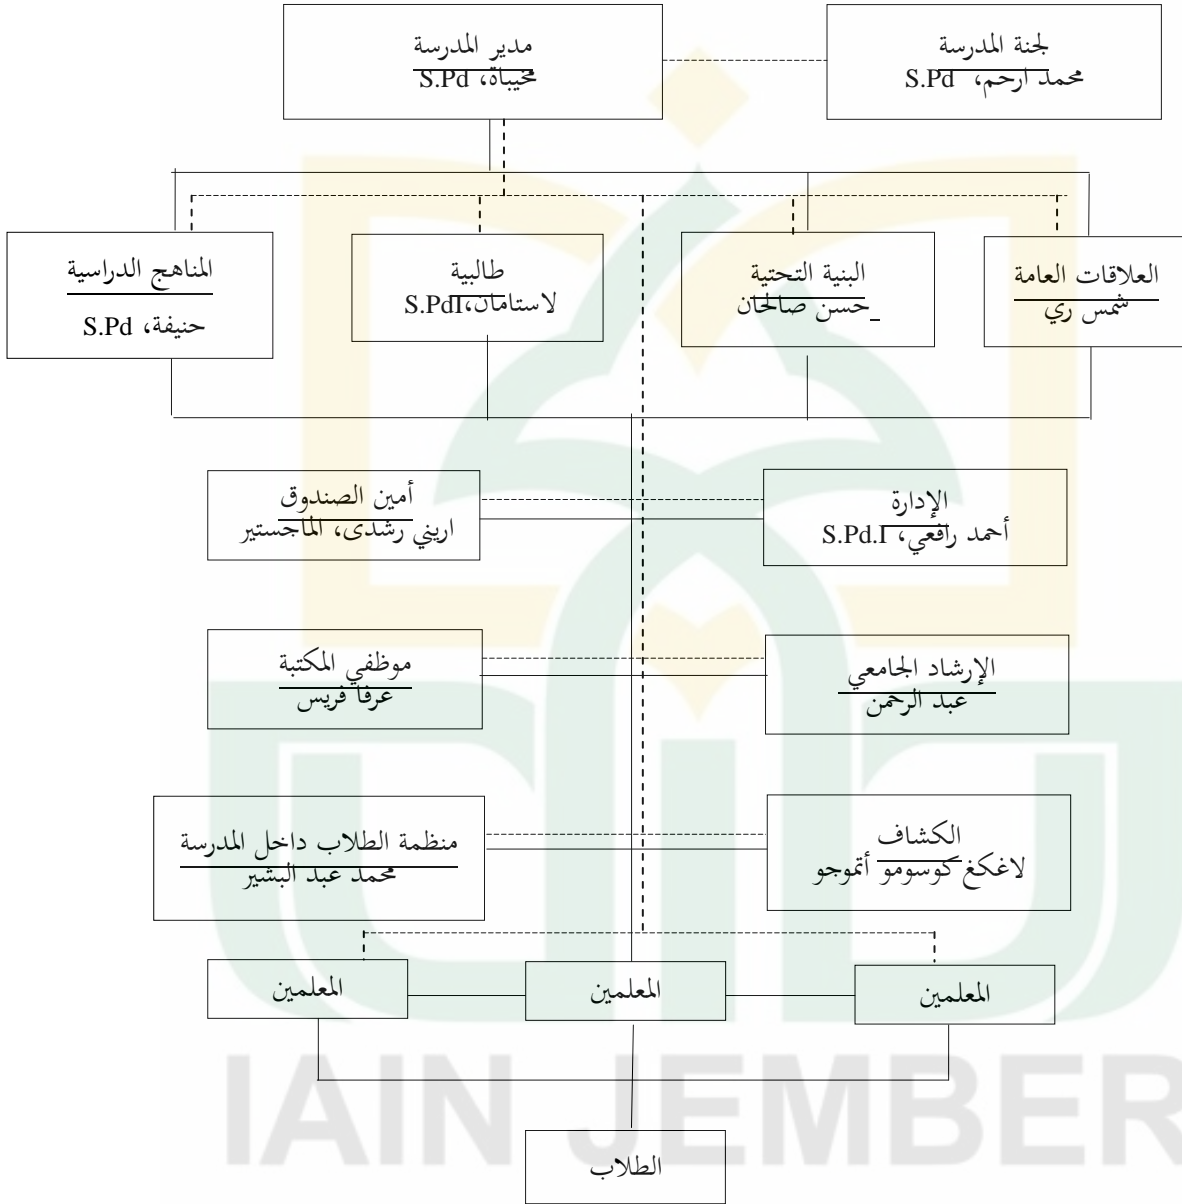 لجنة المدرسة
محمد ارحم، S.Pd
مدير المدرسة
مخيباة، S.Pd
العلاقات العامة
شمس ري
البنية التحتية
حسن صالحان
طالبية
لاستامان،S.PdI
المناهج الدراسية
حنيفة، S.Pd
الإدارة
أحمد رافعي، S.Pd.I
أمين الصندوق
اريني رشدى، الماجستير
الإرشاد الجامعي
عبد الرحمن
موظفي المكتبة
عرفا فريس
الكشاف
لاغكغ كوسومو أتموجو
منظمة الطلاب داخل المدرسة
محمد عبد البشير
المعلمين
المعلمين
المعلمين
الطلاب
IAIN JEMBER